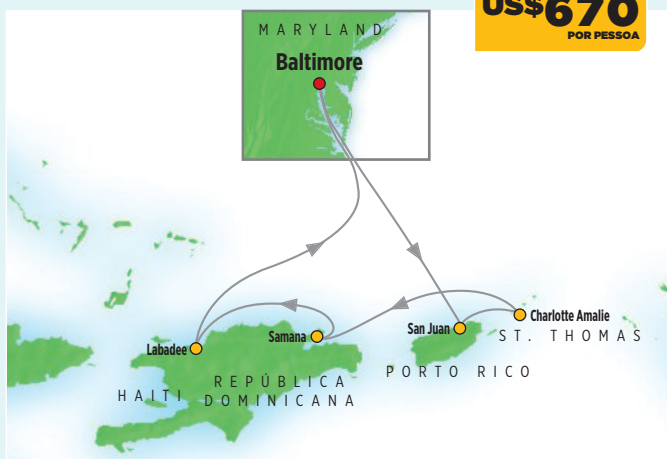 US$670
POR PESSOA
MARYLAND
Baltimore
Labadee
Samana
San Juan
Charlotte Amalie
ST. THOMAS
PORTO RICO
HAITI
REPÚBLICA
DOMINICANA